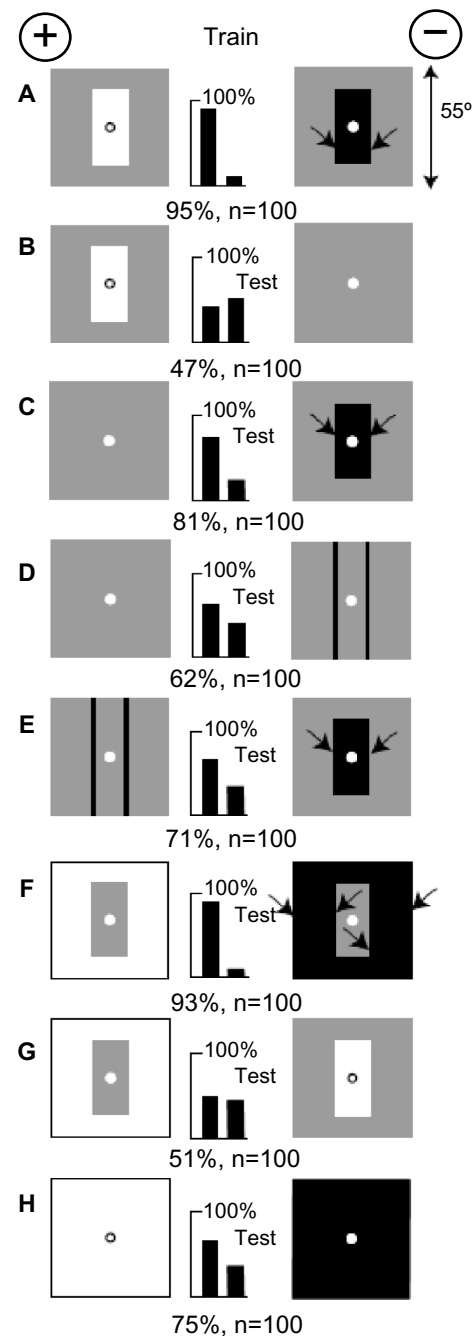 + Train −
A 100% 55º
95%, n=100
B 100%
Test
47%, n=100
C 100%
Test
81%, n=100
D 100%
Test
62%, n=100
E 100%
Test
71%, n=100
F 100%
Test
93%, n=100
G 100%
Test
51%, n=100
H 100%
Test
75%, n=100